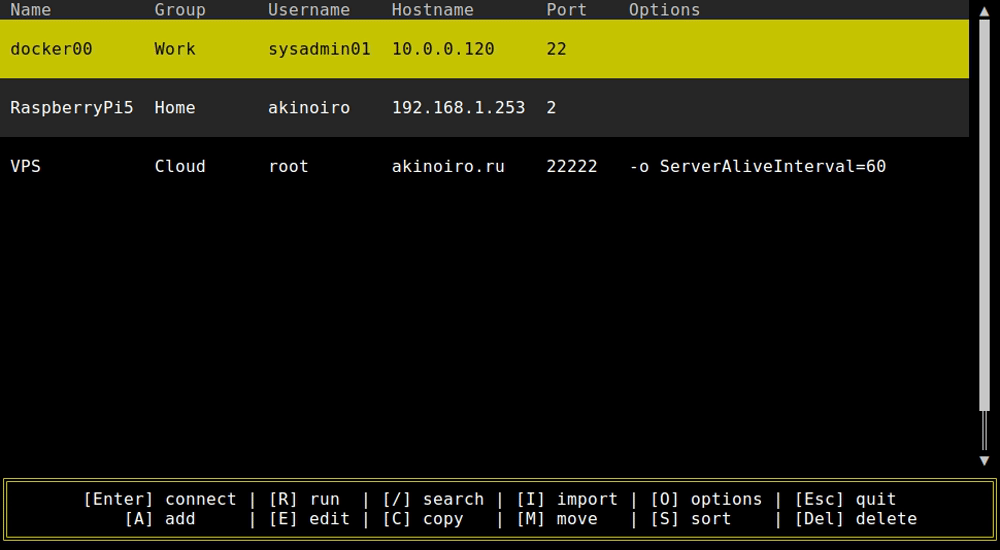 Name Group Username Hostname Port Options
docker00 Work sysadmin01 10.0.0.120 22
RaspberryPi5 Home akinoiro 192.168.1.253 2
VPS Cloud root akinoiro.ru 22222 -o ServerAliveInterval=60
[Enter] connect | [R] run | [/] search | [I] import | [O] options | [Esc] quit
[A] add | [E] edit | [C] copy | [M] move | [S] sort | [Del] delete